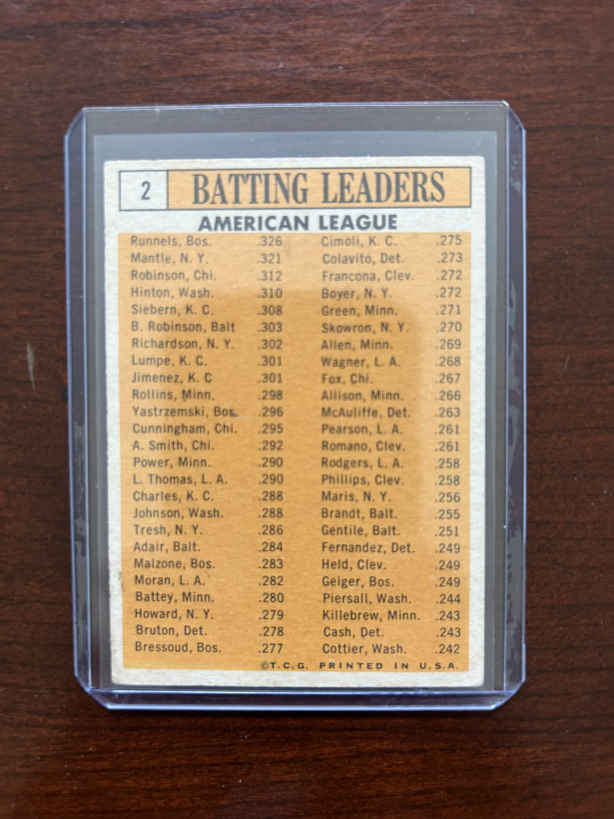 2 BATTING LEADERS
AMERICAN LEAGUE
Runnels, Bos. .326
Mantle, N. Y. .321
Robinson, Chi. .312
Hinton, Wash. .310
Siebern, K. C. .308
B. Robinson, Balt .303
Richardson, N. Y. .302
Lumpe, K. C. .301
Jimenez, K. C .301
Rollins, Minn. .298
Yastrzemski, Bos. .296
Cunningham, Chi. .295
A. Smith, Chi. .292
Power, Minn. .290
L. Thomas, L. A. .290
Charles, K. C. .288
Johnson, Wash. .288
Tresh, N. Y. .286
Adair, Balt. .284
Malzone, Bos. .283
Moran, L. A. .282
Battey, Minn. .280
Howard, N. Y. .279
Bruton, Det. .278
Bressoud, Bos. .277
Cimoli, K. C. .275
Colavito, Det. .273
Francona, Clev. .272
Boyer, N. Y. .272
Green, Minn. .271
Skowron, N. Y. .270
Allen, Minn. .269
Wagner, L. A. .268
Fox, Chi. .267
Allison, Minn. .266
McAuliffe, Det. .263
Pearson, L. A. .261
Romano, Clev. .261
Rodgers, L. A. .258
Phillips, Clev. .258
Maris, N. Y. .256
Brandt, Balt. .255
Gentile, Balt. .251
Fernandez, Det. .249
Held, Clev. .249
Geiger, Bos. .249
Piersall, Wash. .244
Killebrew, Minn. .243
Cash, Det. .243
Cottier, Wash. .242
©T.C.G. PRINTED IN U.S.A.